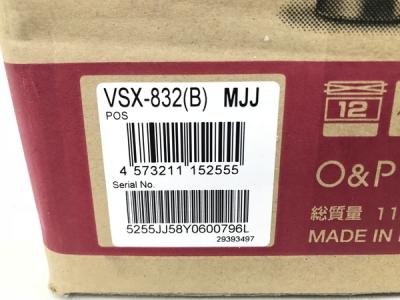 VSX-832(B) MJJ
POS
4 573211 152555
Serial No.
5255JJ58Y0600796L
29393497
12
O&P
総質量 11
MADE IN